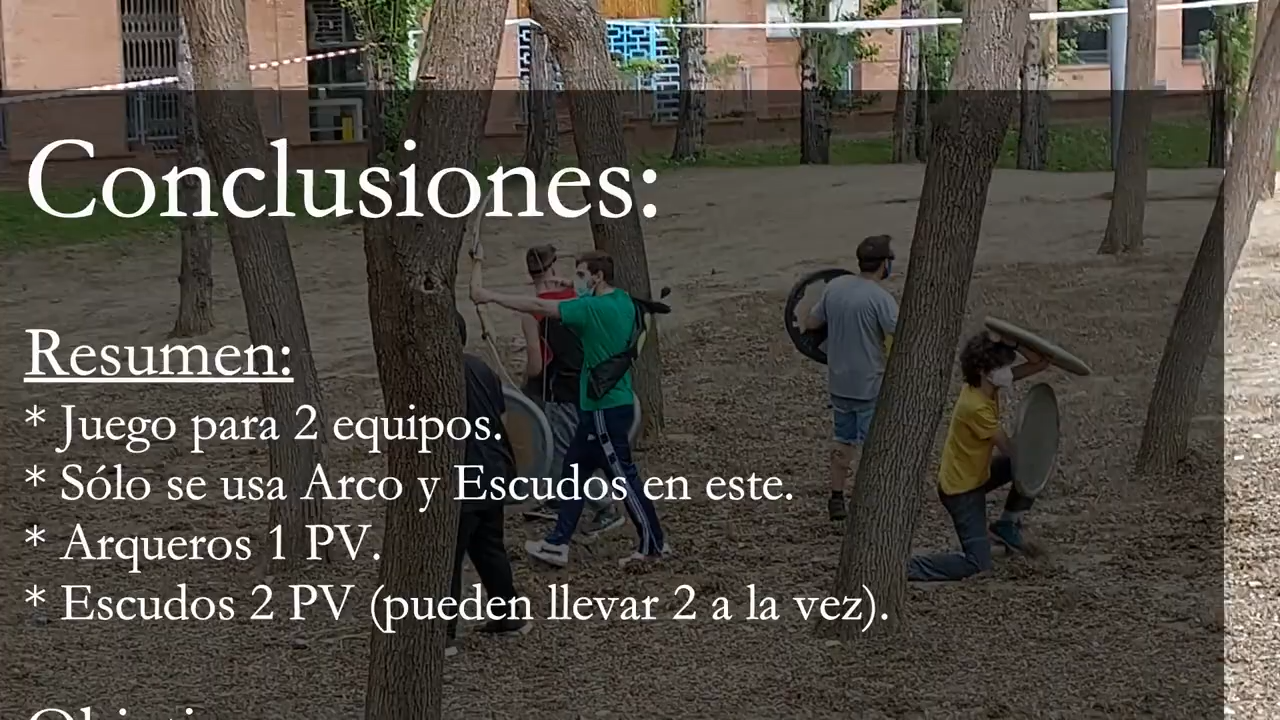 Conclusiones:
Resumen:
* Juego para 2 equipos.
* Sólo se usa Arco y Escudos en este.
* Arqueros 1 PV.
* Escudos 2 PV (pueden llevar 2 a la vez).